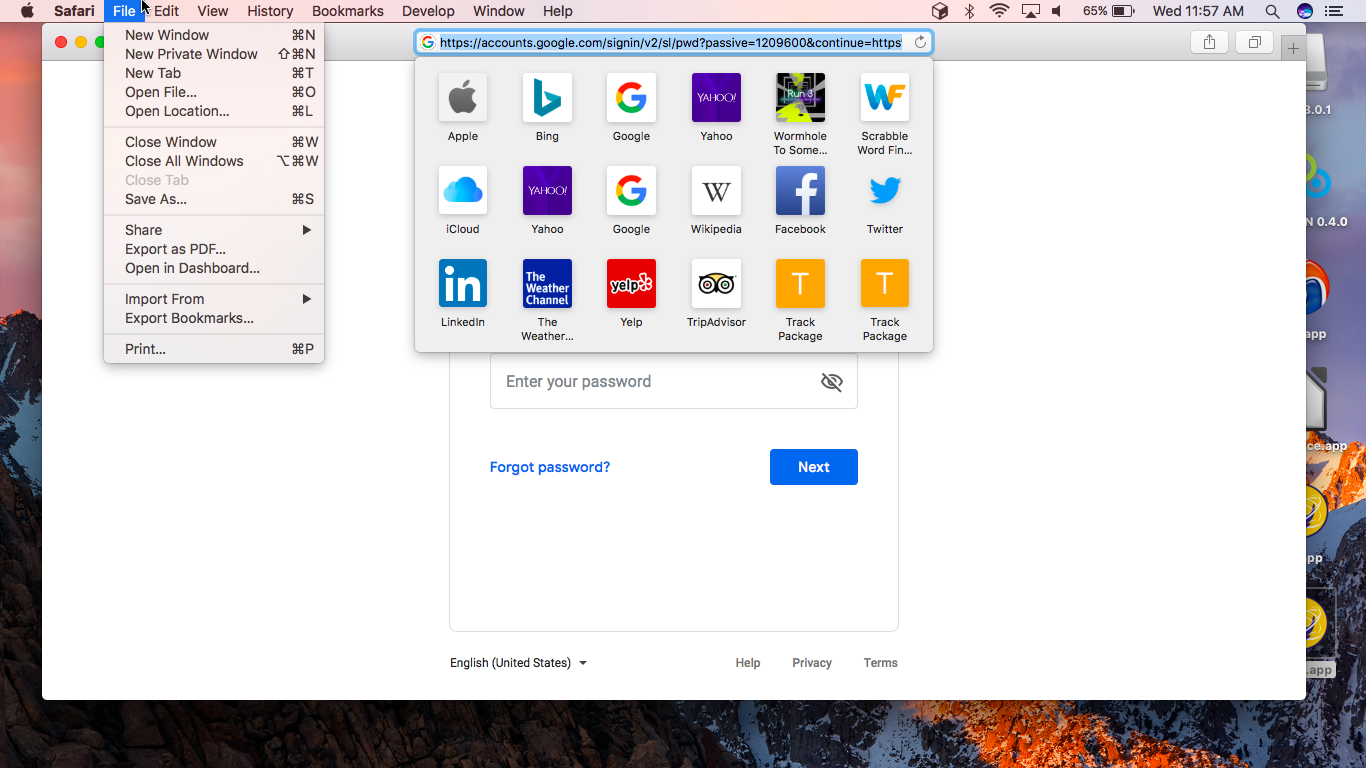 Safari File Edit View History Bookmarks Develop Window Help 65% Wed 11:57 AM
New Window ⌘N
New Private Window ⇧⌘N
New Tab ⌘T
Open File... ⌘O
Open Location... ⌘L
Close Window ⌘W
Close All Windows ⌥⌘W
Close Tab
Save As... ⌘S
Share
Export as PDF...
Open in Dashboard...
Import From
Export Bookmarks...
Print... ⌘P
https://accounts.google.com/signin/v2/sl/pwd?passive=1209600&continue=https
YAHOO! Run 3 WF
Apple Bing Google Yahoo Wormhole To Some... Scrabble Word Fin...
YAHOO! W
iCloud Yahoo Google Wikipedia Facebook Twitter
in The Weather Channel yelp T T
LinkedIn The Weather... Yelp TripAdvisor Track Package Track Package
Enter your password
Forgot password? Next
English (United States) Help Privacy Terms
3.0.1
N 0.4.0
app
ce.app
pp
.app